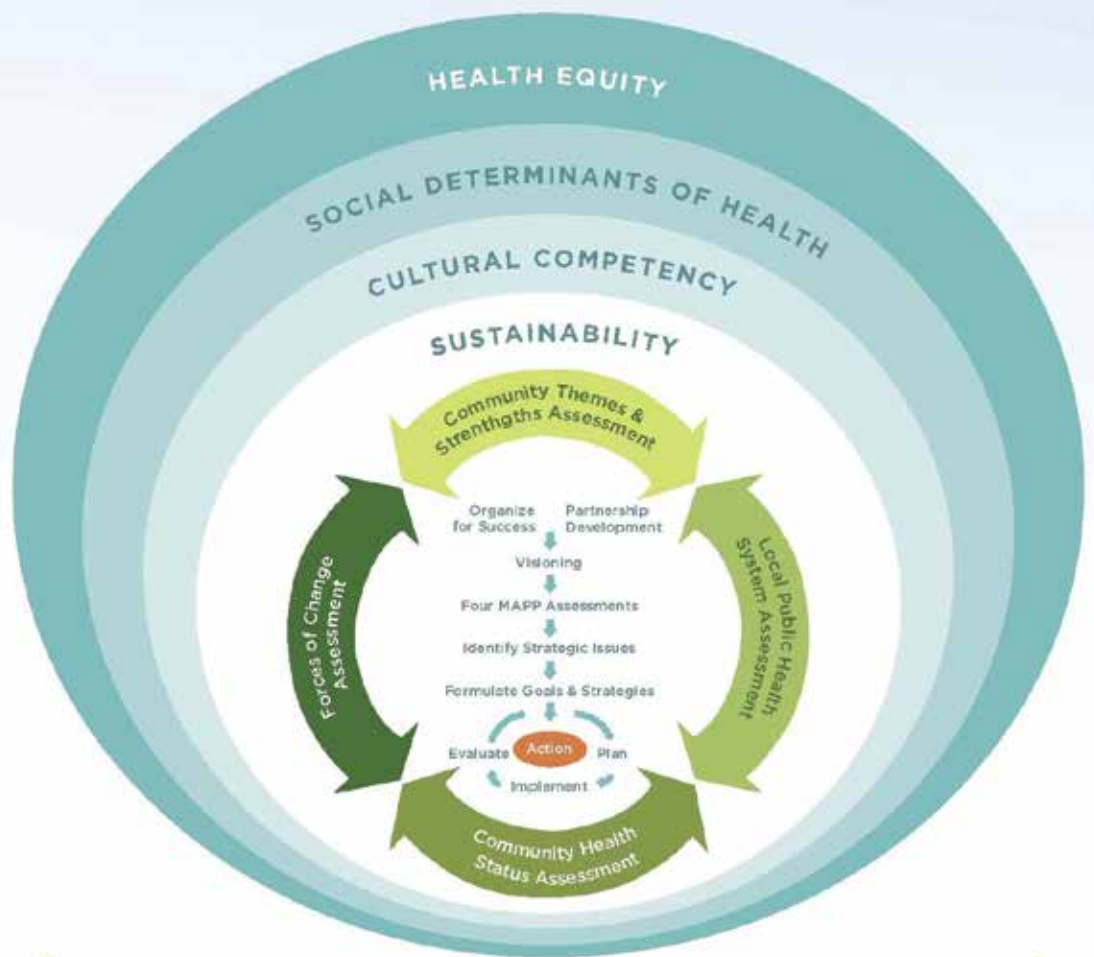 HEALTH EQUITY
SOCIAL DETERMINANTS OF HEALTH
CULTURAL COMPETENCY
SUSTAINABILITY
Community Themes &
Strenthgths Assessment
Organize
for Success
Partnership
Development
Visioning
Four MAPP Assessments
Identify Strategic Issues
Formulate Goals & Strategies
Evaluate
Action
Plan
Implement
Forces of Change
Assessment
Local Public Health
System Assessment
Community Health
Status Assessment